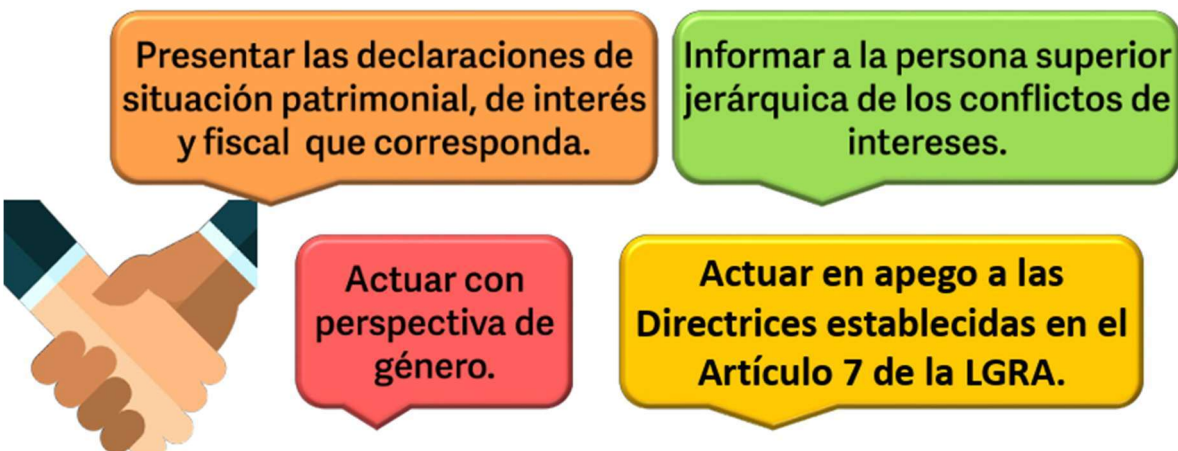 Presentar las declaraciones de
situación patrimonial, de interés
y fiscal que corresponda.
Informar a la persona superior
jerárquica de los conflictos de
intereses.
Actuar con
perspectiva de
género.
Actuar en apego a las
Directrices establecidas en el
Artículo 7 de la LGRA.